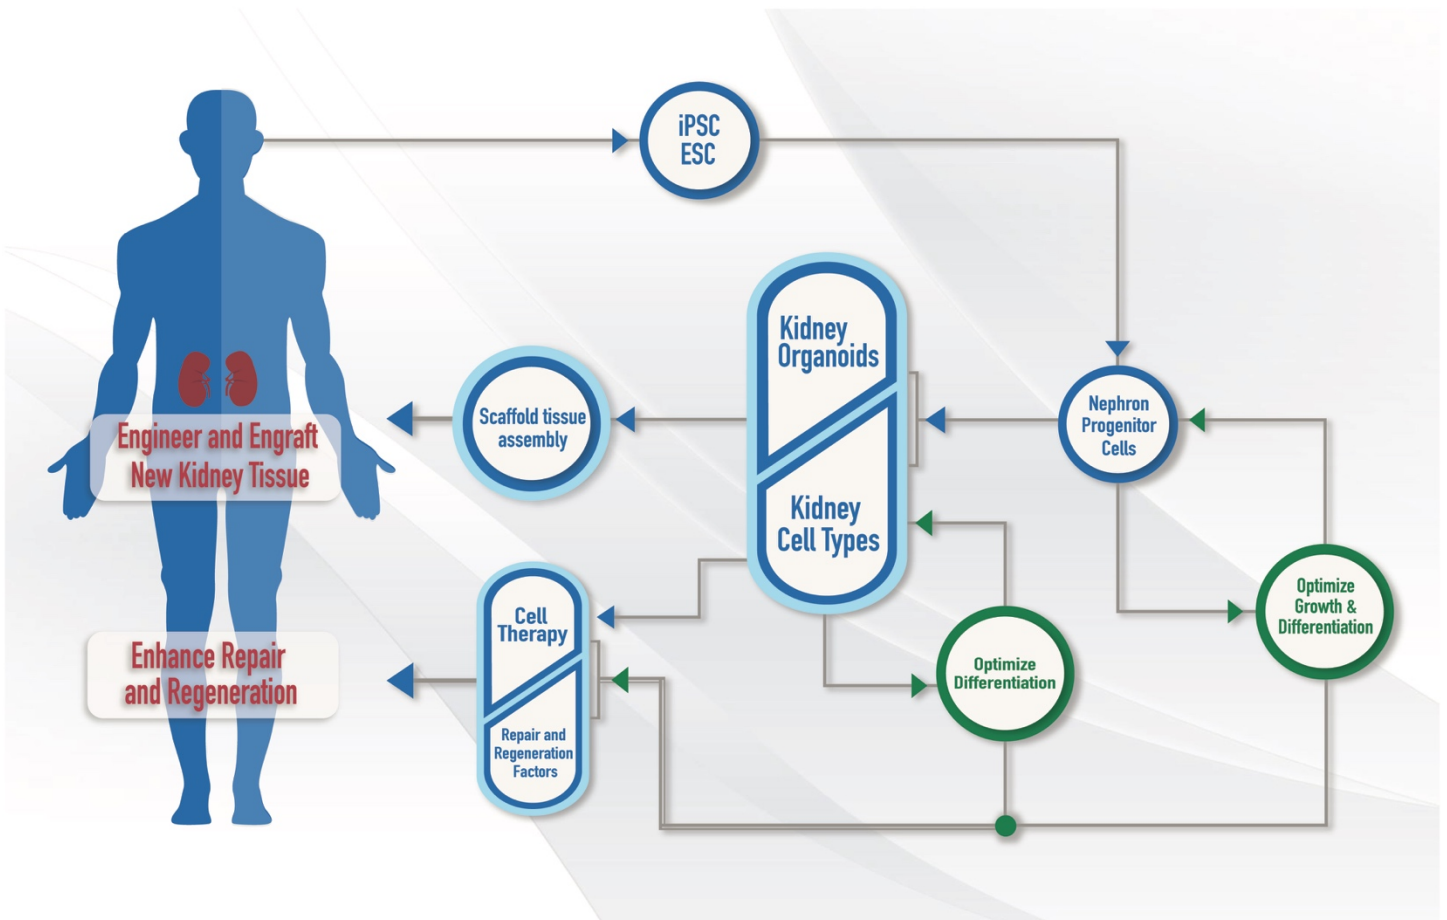 iPSC
ESC
Kidney
Organoids
Nephron
Progenitor
Cells
Scaffold tissue
assembly
Engineer and Engraft
New Kidney Tissue
Kidney
Cell Types
Optimize
Growth &
Differentiation
Cell
Therapy
Enhance Repair
and Regeneration
Optimize
Differentiation
Repair and
Regeneration
Factors